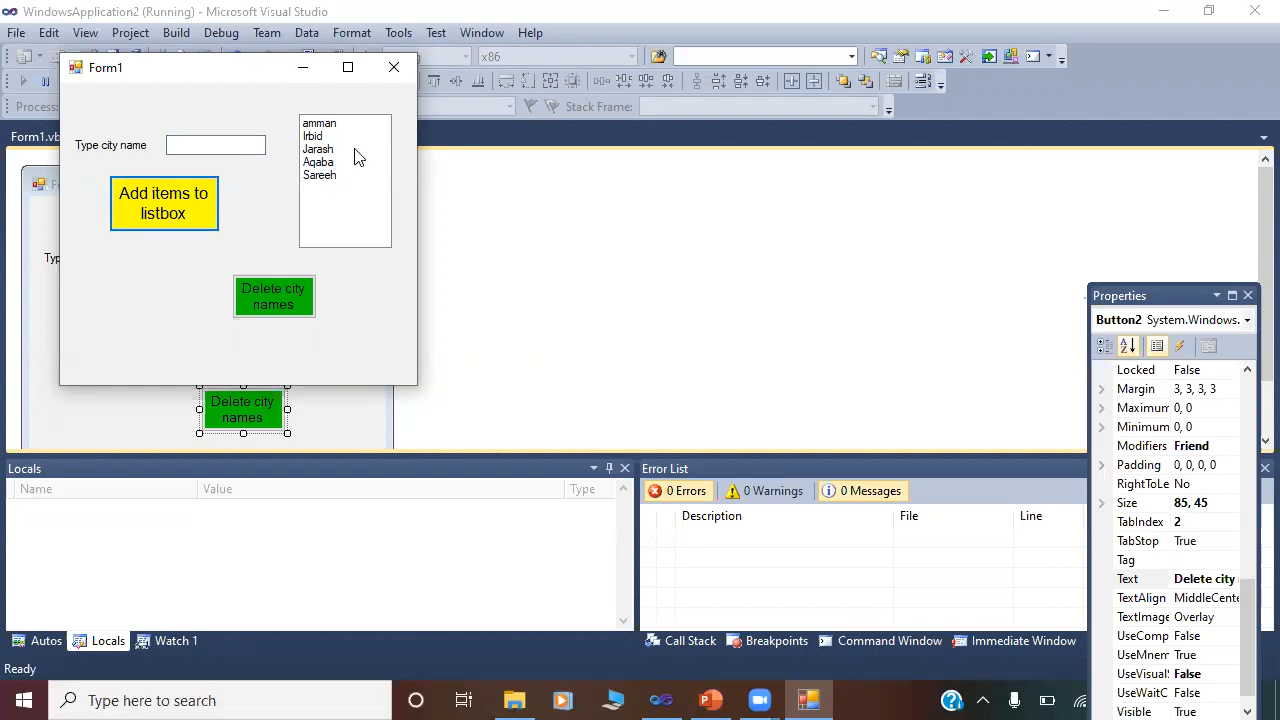 WindowsApplication2 (Running) - Microsoft Visual Studio
File Edit View Project Build Debug Team Data Format Tools Test Window Help
x86
Form1
Process:
Stack Frame:
Form1.vb
Type city name
amman
Irbid
Jarash
Aqaba
Sareeh
Add items to
listbox
Delete city
names
Delete city
names
Properties
Button2 System.Windows.
Locked False
Margin 3, 3, 3, 3
Maximum 0, 0
Minimum 0, 0
Modifiers Friend
Padding 0, 0, 0, 0
RightToLe No
Size 85, 45
TabIndex 2
TabStop True
Tag
Text Delete city
TextAlign MiddleCente
TextImage Overlay
UseComp False
UseMnem True
UseVisual False
UseWaitC False
Visible True
Locals
Name Value Type
Error List
0 Errors 0 Warnings 0 Messages
Description File Line
Autos Locals Watch 1
Call Stack Breakpoints Command Window Immediate Window
Ready
Type here to search